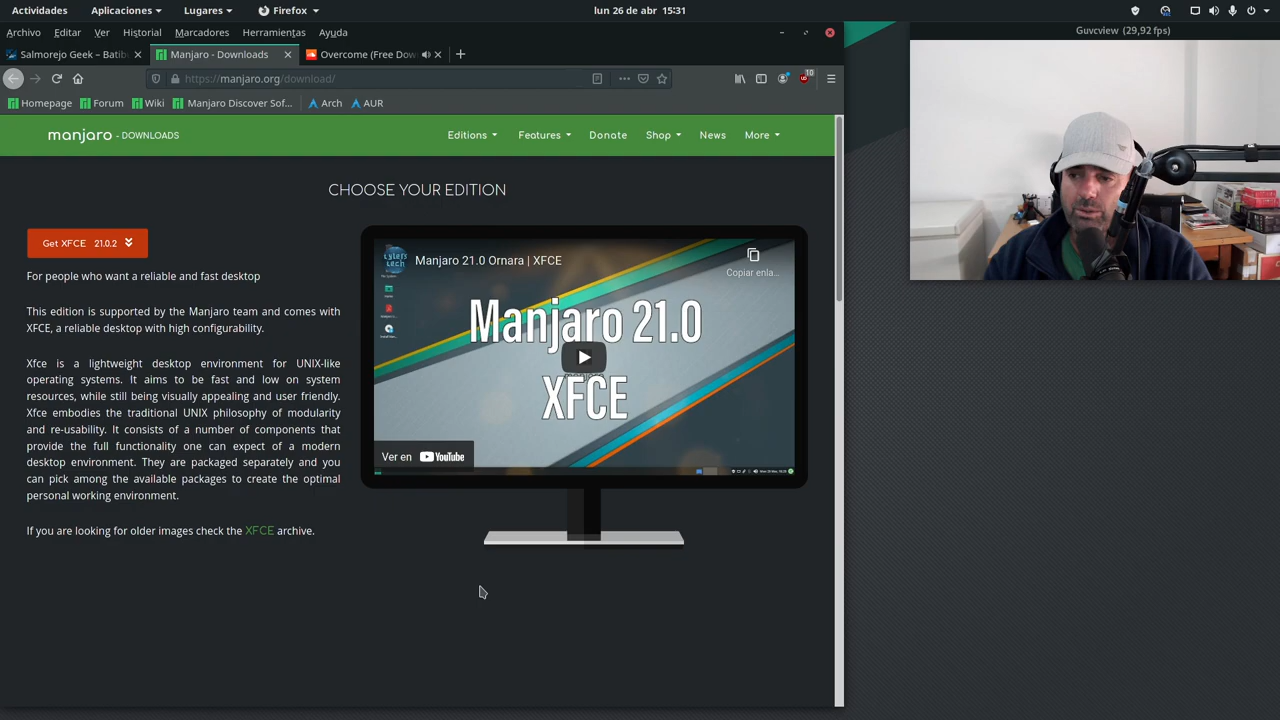 Actividades Aplicaciones Lugares Firefox lun 26 de abr 15:31
Guvcview (29,92 fps)
Archivo Editar Ver Historial Marcadores Herramientas Ayuda
Salmorejo Geek – Batibu Manjaro - Downloads Overcome (Free Dow
https://manjaro.org/download/
10
Homepage Forum Wiki Manjaro Discover Sof... Arch AUR
manjaro - DOWNLOADS Editions Features Donate Shop News More
CHOOSE YOUR EDITION
Get XFCE 21.0.2
For people who want a reliable and fast desktop
This edition is supported by the Manjaro team and comes with
XFCE, a reliable desktop with high configurability.
Xfce is a lightweight desktop environment for UNIX-like
operating systems. It aims to be fast and low on system
resources, while still being visually appealing and user friendly.
Xfce embodies the traditional UNIX philosophy of modularity
and re-usability. It consists of a number of components that
provide the full functionality one can expect of a modern
desktop environment. They are packaged separately and you
can pick among the available packages to create the optimal
personal working environment.
If you are looking for older images check the XFCE archive.
Manjaro 21.0 Ornara | XFCE
Copiar enla...
Manjaro 21.0
XFCE
Ver en YouTube